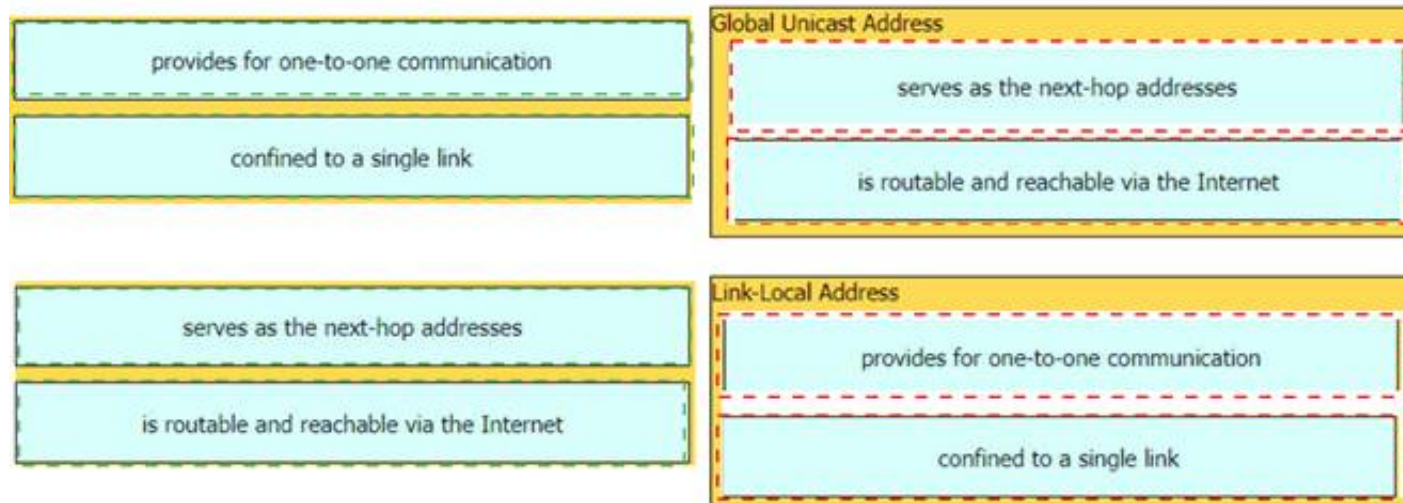 provides for one-to-one communication
confined to a single link
serves as the next-hop addresses
is routable and reachable via the Internet
Global Unicast Address
serves as the next-hop addresses
is routable and reachable via the Internet
Link-Local Address
provides for one-to-one communication
confined to a single link